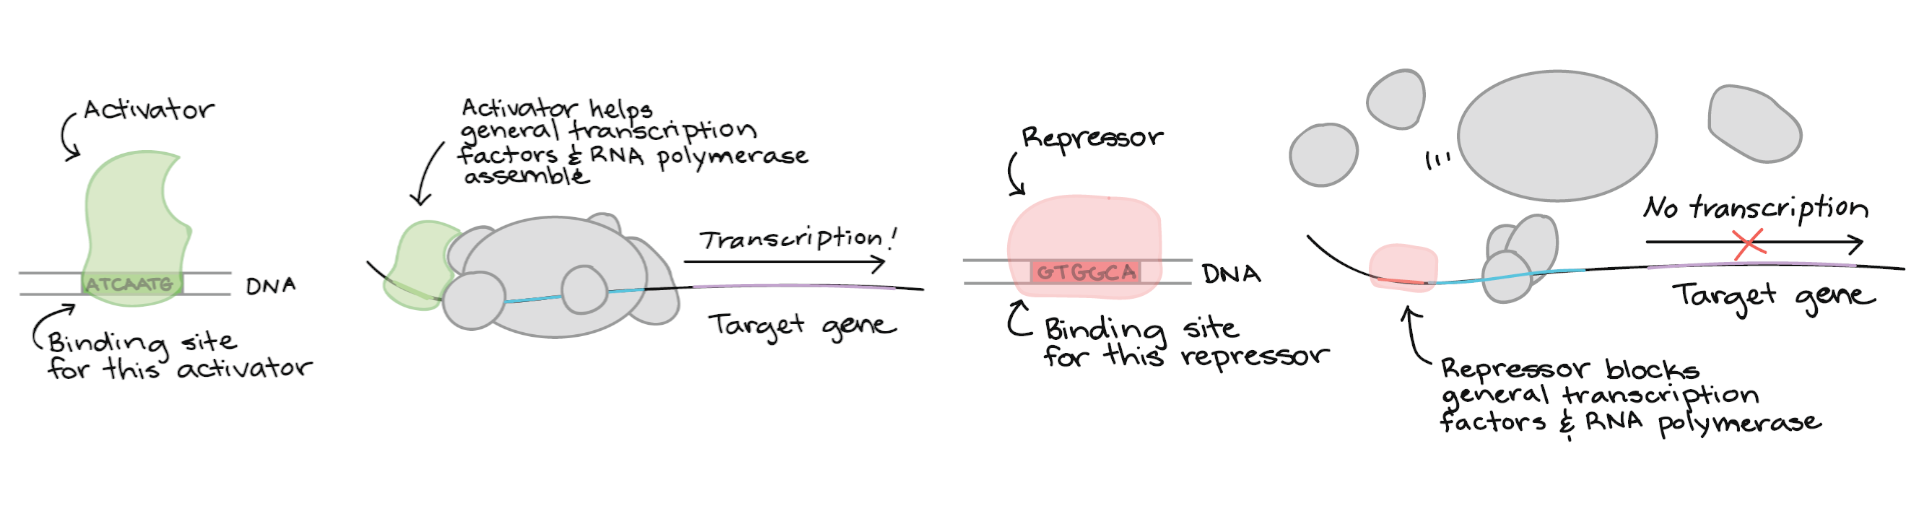 Activator
ATCAATG
DNA
Binding site
for this activator
Activator helps
general transcription
factors & RNA polymerase
assemble
Transcription!
Target gene
Repressor
GTGGCA
DNA
Binding site
for this repressor
No transcription
Target gene
Repressor blocks
general transcription
factors & RNA polymerase